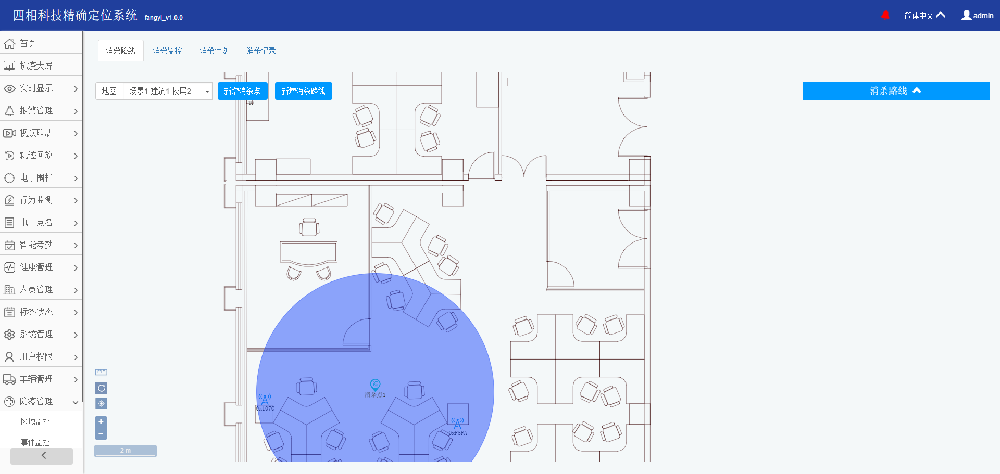 四相科技精确定位系统 fangyi_v1.0.0
简体中文
admin
首页
抗疫大屏
实时显示
报警管理
视频联动
轨迹回放
电子围栏
行为监测
电子点名
智能考勤
健康管理
人员管理
标签状态
系统管理
用户权限
车辆管理
防疫管理
区域监控
事件监控
消杀路线 消杀监控 消杀计划 消杀记录
地图 场景1-建筑1-楼层2 新增消杀点 新增消杀路线
消杀路线
巡
消杀点1
0x107C
0xF5FA
2 m